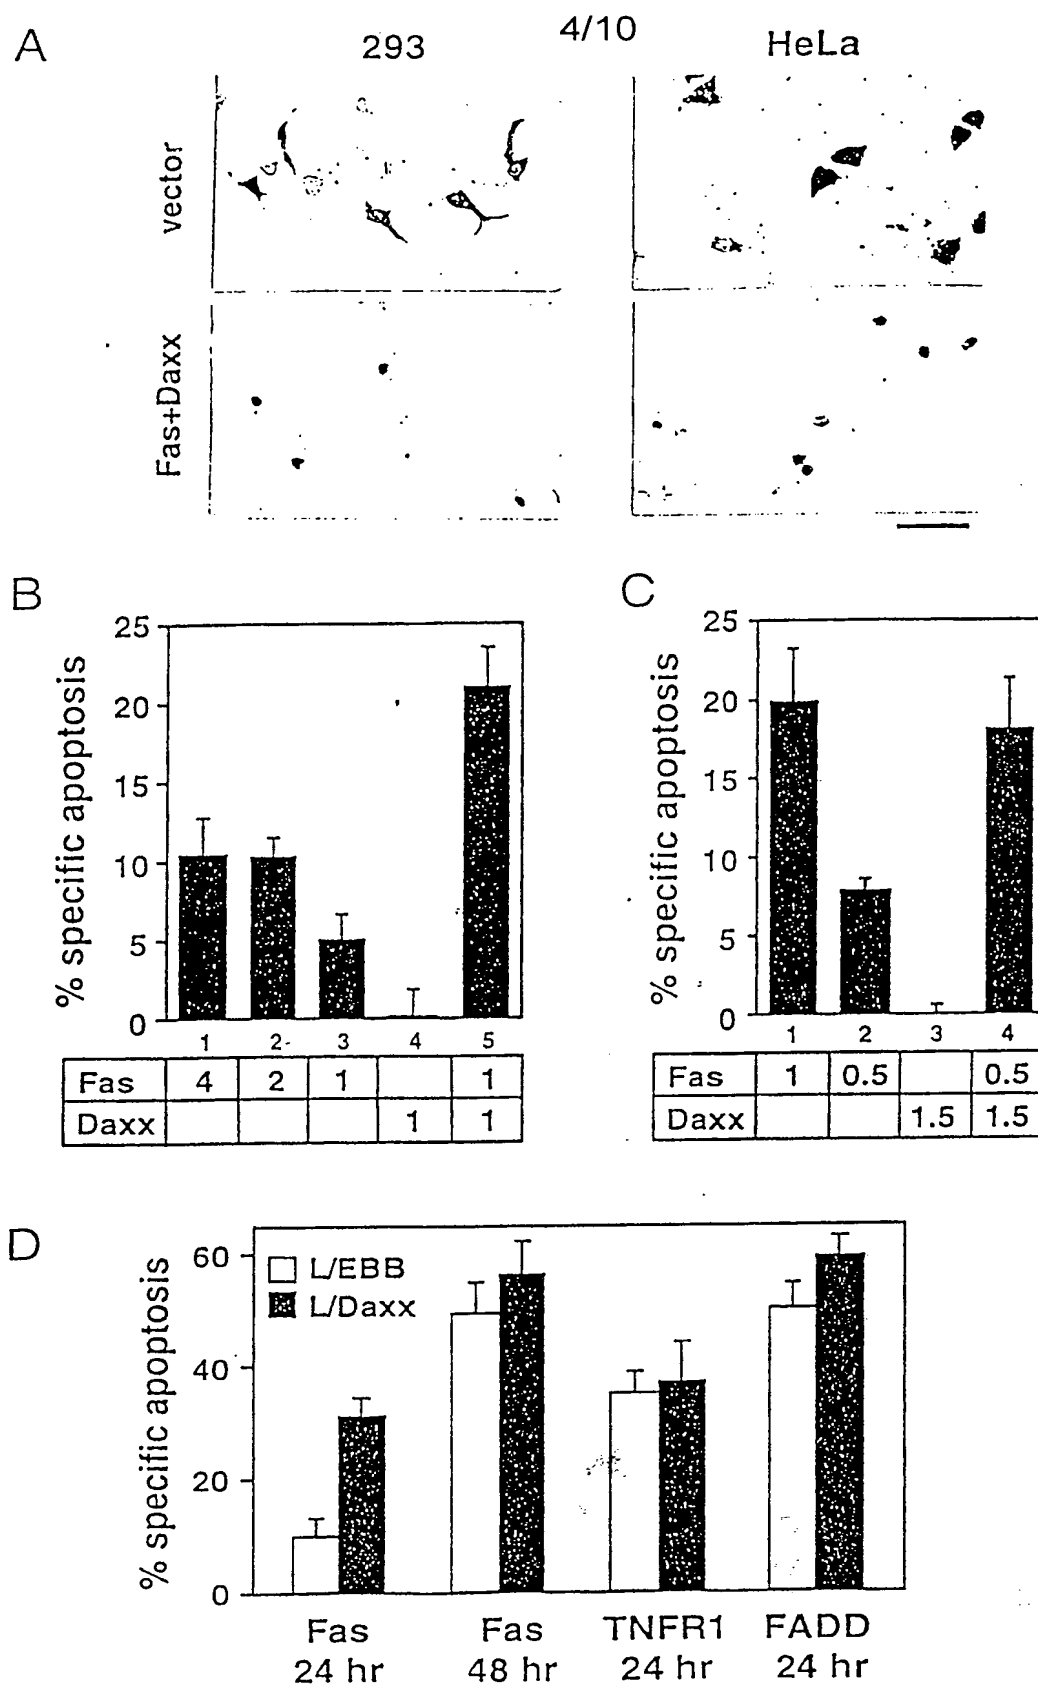 4/10
A
293
HeLa
vector
Fas+Daxx
B
% specific apoptosis
25
20
15
10
5
0
1 2 3 4 5
Fas 4 2 1 1
Daxx 1 1
C
% specific apoptosis
25
20
15
10
5
0
1 2 3 4
Fas 1 0.5 0.5
Daxx 1.5 1.5
D
% specific apoptosis
60
40
20
0
L/EBB
L/Daxx
Fas Fas TNFR1 FADD
24 hr 48 hr 24 hr 24 hr